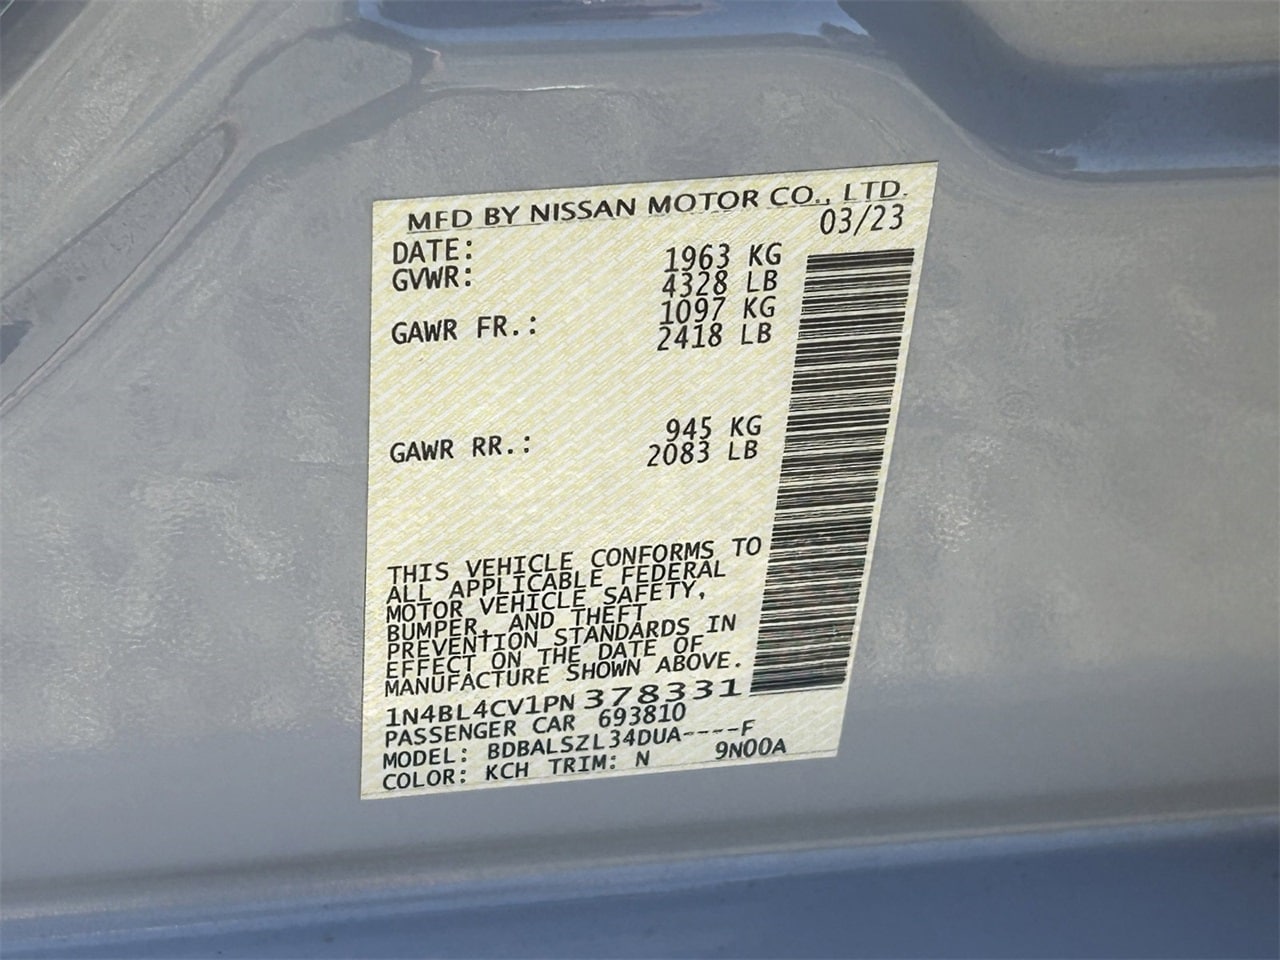 MFD BY NISSAN MOTOR CO., LTD.
DATE: 03/23
GVWR: 1963 KG
4328 LB
GAWR FR.: 1097 KG
2418 LB
GAWR RR.: 945 KG
2083 LB
THIS VEHICLE CONFORMS TO
ALL APPLICABLE FEDERAL
MOTOR VEHICLE SAFETY,
BUMPER, AND THEFT
PREVENTION STANDARDS IN
EFFECT ON THE DATE OF
MANUFACTURE SHOWN ABOVE.
1N4BL4CV1PN378331
PASSENGER CAR 693810
MODEL: BDBALSZL34DUA----F
COLOR: KCH TRIM: N 9N00A